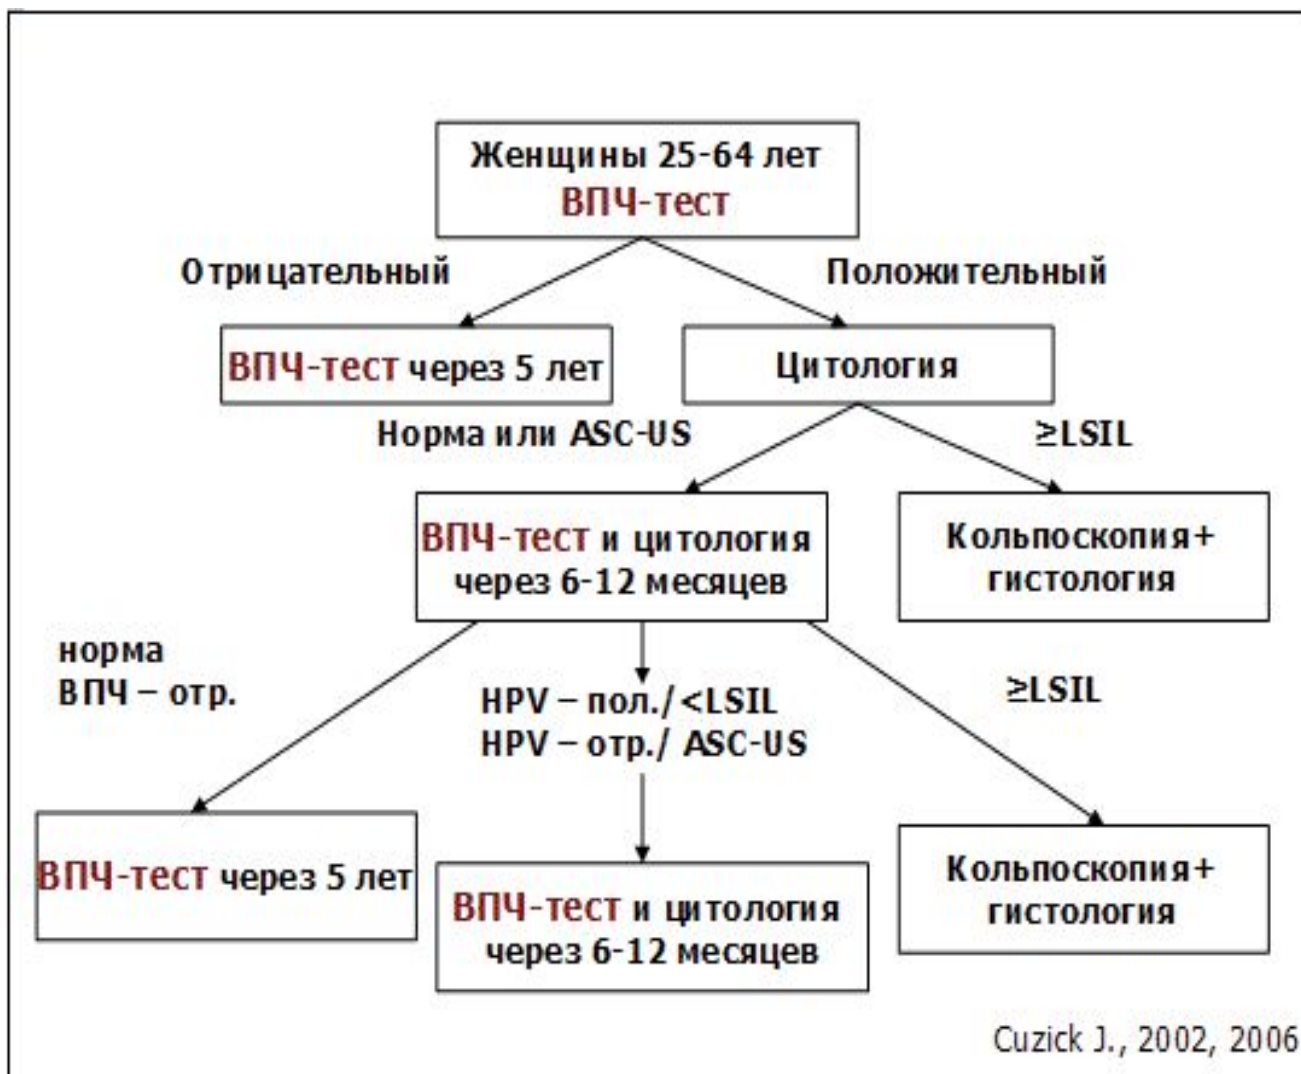 Женщины 25-64 лет
ВПЧ-тест
Отрицательный
Положительный
ВПЧ-тест через 5 лет
Цитология
Норма или ASC-US
≥LSIL
ВПЧ-тест и цитология
через 6-12 месяцев
Кольпоскопия+
гистология
норма
ВПЧ – отр.
HPV – пол./ <LSIL
HPV – отр./ ASC-US
≥LSIL
ВПЧ-тест через 5 лет
ВПЧ-тест и цитология
через 6-12 месяцев
Кольпоскопия+
гистология
Cuzick J., 2002, 2006